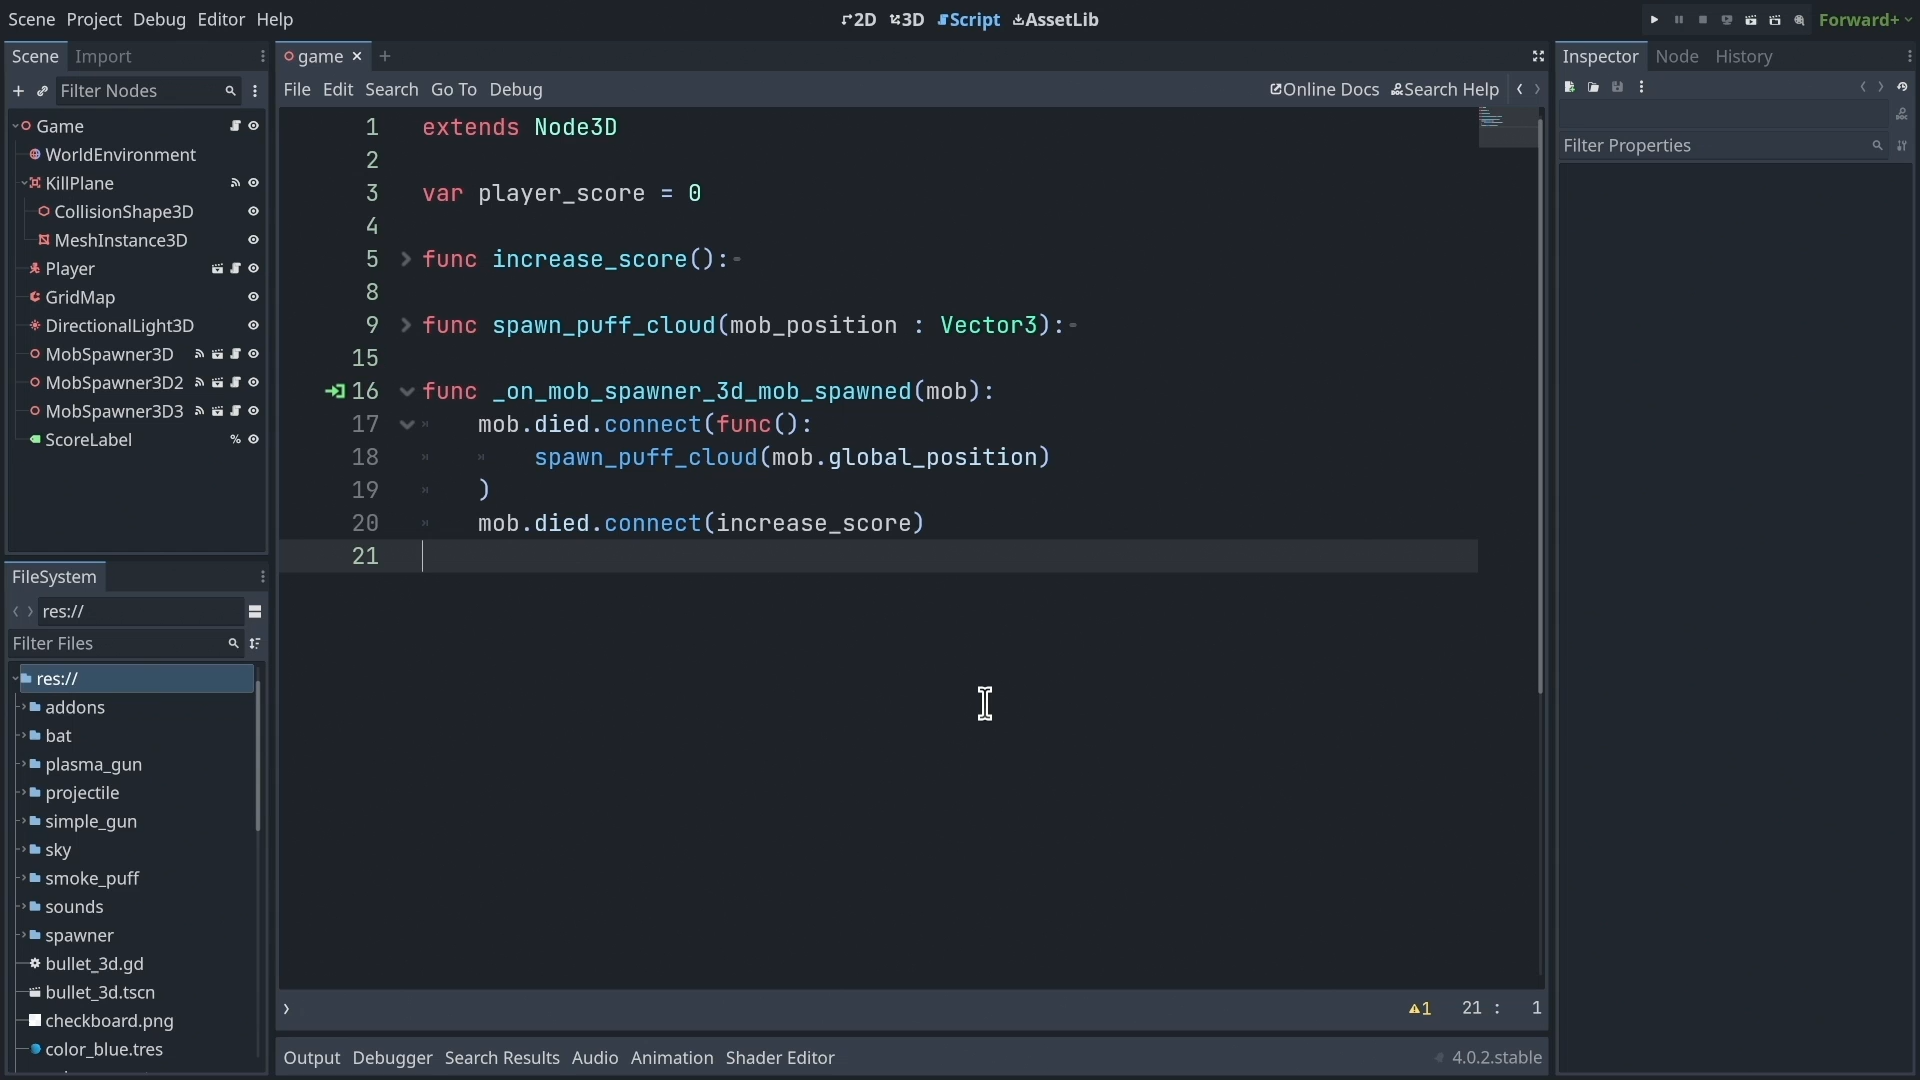 Scene Project Debug Editor Help
2D 3D Script AssetLib
Forward+
Scene Import
Filter Nodes
Game
WorldEnvironment
KillPlane
CollisionShape3D
MeshInstance3D
Player
GridMap
DirectionalLight3D
MobSpawner3D
MobSpawner3D2
MobSpawner3D3
ScoreLabel %
FileSystem
res://
Filter Files
res://
addons
bat
plasma_gun
projectile
simple_gun
sky
smoke_puff
sounds
spawner
bullet_3d.gd
bullet_3d.tscn
checkboard.png
color_blue.tres
game
File Edit Search Go To Debug
Online Docs Search Help
1 extends Node3D
2
3 var player_score = 0
4
5 func increase_score():
8
9 func spawn_puff_cloud(mob_position : Vector3):
15
16 func _on_mob_spawner_3d_mob_spawned(mob):
17 mob.died.connect(func():
18 spawn_puff_cloud(mob.global_position)
19 )
20 mob.died.connect(increase_score)
21
1 21 : 1
Output Debugger Search Results Audio Animation Shader Editor
4.0.2.stable
Inspector Node History
Filter Properties